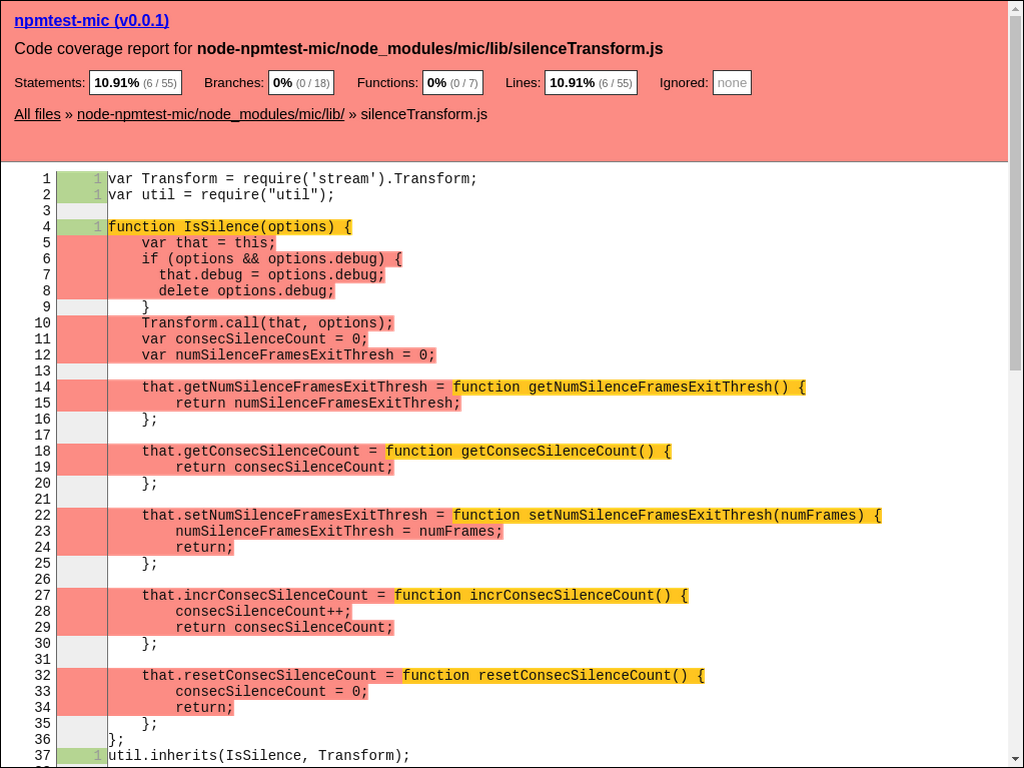 npmtest-mic (v0.0.1)
Code coverage report for node-npmtest-mic/node_modules/mic/lib/silenceTransform.js
Statements: 10.91% (6 / 55) Branches: 0% (0 / 18) Functions: 0% (0 / 7) Lines: 10.91% (6 / 55) Ignored: none
All files » node-npmtest-mic/node_modules/mic/lib/ » silenceTransform.js
1 1 var Transform = require('stream').Transform;
2 1 var util = require("util");
3
4 1 function IsSilence(options) {
5 var that = this;
6 if (options && options.debug) {
7 that.debug = options.debug;
8 delete options.debug;
9 }
10 Transform.call(that, options);
11 var consecSilenceCount = 0;
12 var numSilenceFramesExitThresh = 0;
13
14 that.getNumSilenceFramesExitThresh = function getNumSilenceFramesExitThresh() {
15 return numSilenceFramesExitThresh;
16 };
17
18 that.getConsecSilenceCount = function getConsecSilenceCount() {
19 return consecSilenceCount;
20 };
21
22 that.setNumSilenceFramesExitThresh = function setNumSilenceFramesExitThresh(numFrames) {
23 numSilenceFramesExitThresh = numFrames;
24 return;
25 };
26
27 that.incrConsecSilenceCount = function incrConsecSilenceCount() {
28 consecSilenceCount++;
29 return consecSilenceCount;
30 };
31
32 that.resetConsecSilenceCount = function resetConsecSilenceCount() {
33 consecSilenceCount = 0;
34 return;
35 };
36 };
37 1 util.inherits(IsSilence, Transform);